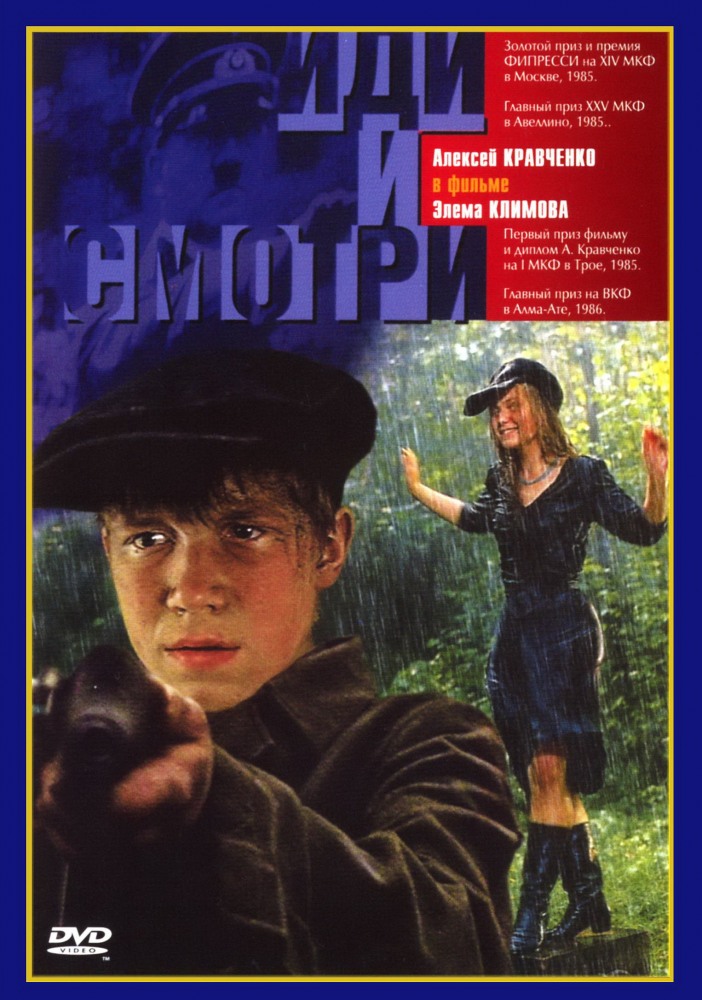 ИДИ
И
СМОТРИ
Золотой приз и премия
ФИПРЕССИ на XIV МКФ
в Москве, 1985.
Главный приз XXV МКФ
в Авеллино, 1985..
Алексей КРАВЧЕНКО
в фильме
Элема КЛИМОВА
Первый приз фильму
и диплом А. Кравченко
на I МКФ в Трое, 1985.
Главный приз на ВКФ
в Алма-Ате, 1986.
DVD
VIDEO
TM